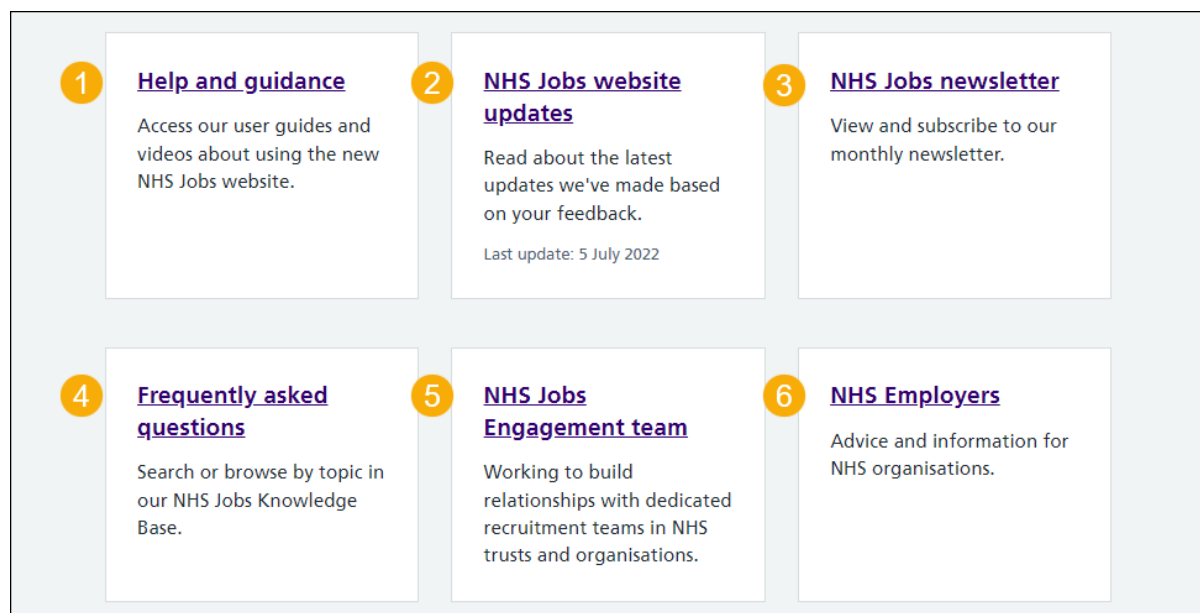 1
Help and guidance
Access our user guides and
videos about using the new
NHS Jobs website.
2
NHS Jobs website
updates
Read about the latest
updates we've made based
on your feedback.
Last update: 5 July 2022
3
NHS Jobs newsletter
View and subscribe to our
monthly newsletter.
4
Frequently asked
questions
Search or browse by topic in
our NHS Jobs Knowledge
Base.
5
NHS Jobs
Engagement team
Working to build
relationships with dedicated
recruitment teams in NHS
trusts and organisations.
6
NHS Employers
Advice and information for
NHS organisations.